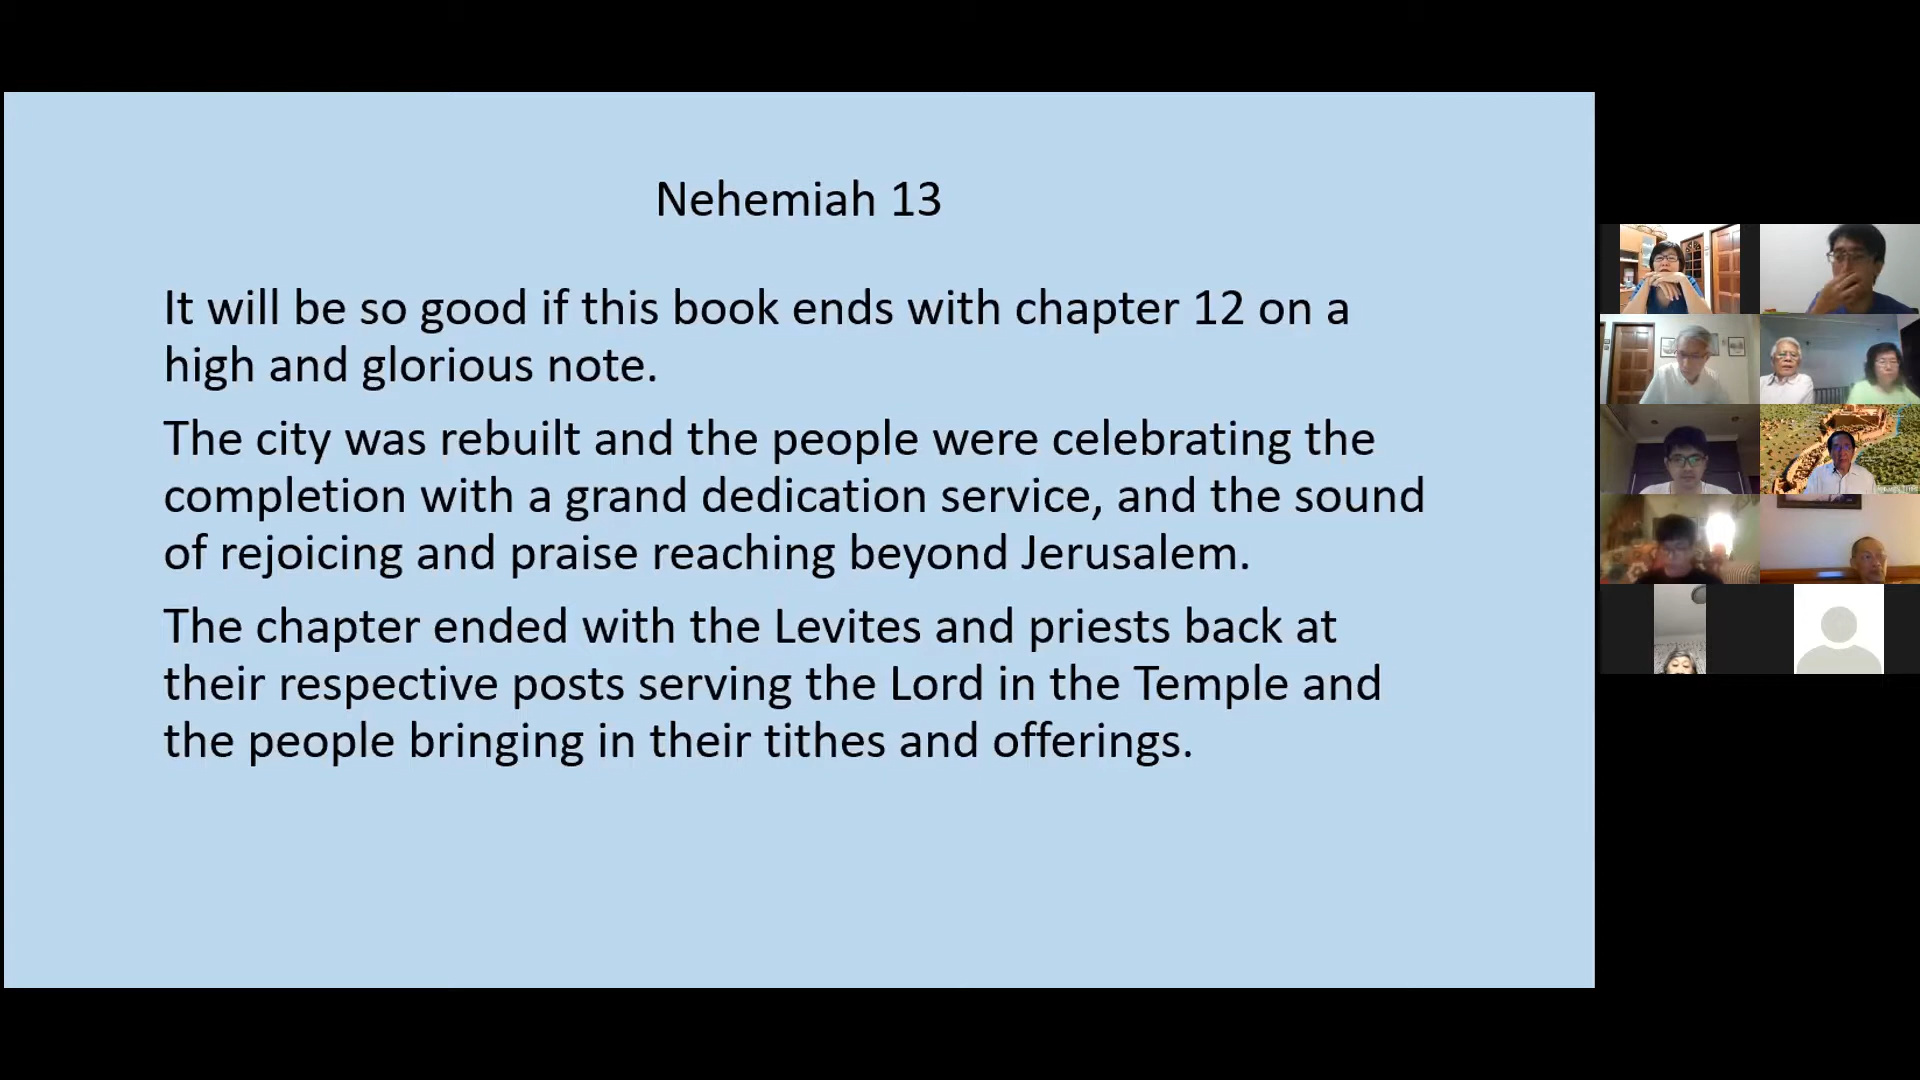 Nehemiah 13
It will be so good if this book ends with chapter 12 on a
high and glorious note.
The city was rebuilt and the people were celebrating the
completion with a grand dedication service, and the sound
of rejoicing and praise reaching beyond Jerusalem.
The chapter ended with the Levites and priests back at
their respective posts serving the Lord in the Temple and
the people bringing in their tithes and offerings.